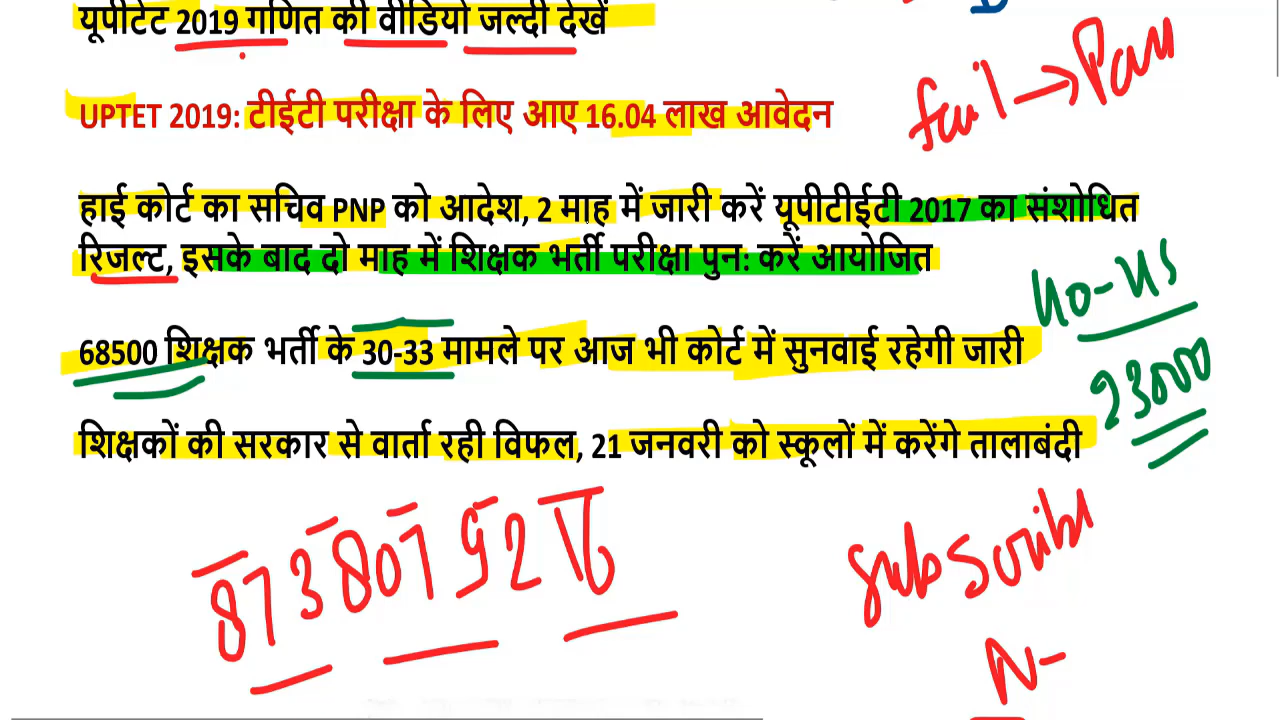 यूपीटेट 2019 गणित की वीडियो जल्दी देखें
fail → Pass
UPTET 2019: टीईटी परीक्षा के लिए आए 16.04 लाख आवेदन
हाई कोर्ट का सचिव PNP को आदेश, 2 माह में जारी करें यूपीटीईटी 2017 का संशोधित
रिजल्ट, इसके बाद दो माह में शिक्षक भर्ती परीक्षा पुन: करें आयोजित
40-45
68500 शिक्षक भर्ती के 30-33 मामले पर आज भी कोर्ट में सुनवाई रहेगी जारी
23000
शिक्षकों की सरकार से वार्ता रही विफल, 21 जनवरी को स्कूलों में करेंगे तालाबंदी
Subscribe
N-